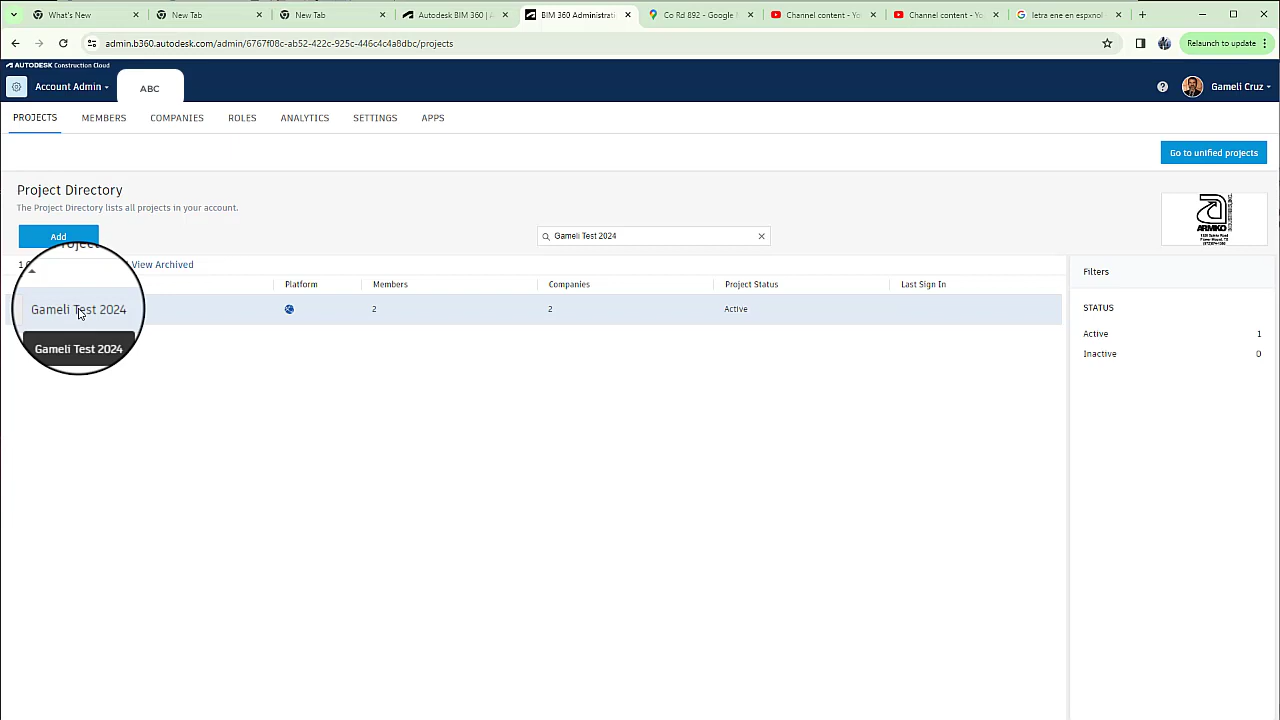 What's New
New Tab
New Tab
Autodesk BIM 360 | A
BIM 360 Administrati
Co Rd 892 - Google
Channel content - Yo
Channel content - Yo
letra ene en espxnol
admin.b360.autodesk.com/admin/6767f08c-ab52-422c-925c-446c4c4a8dbc/projects
Relaunch to update
AUTODESK Construction Cloud
Account Admin
ABC
Gameli Cruz
PROJECTS
MEMBERS
COMPANIES
ROLES
ANALYTICS
SETTINGS
APPS
Go to unified projects
Project Directory
The Project Directory lists all projects in your account.
ARMKO
Add
Gameli Test 2024
View Archived
Filters
Platform
Members
Companies
Project Status
Last Sign In
Gameli Test 2024
2
2
Active
STATUS
Active 1
Inactive 0
Gameli Test 2024